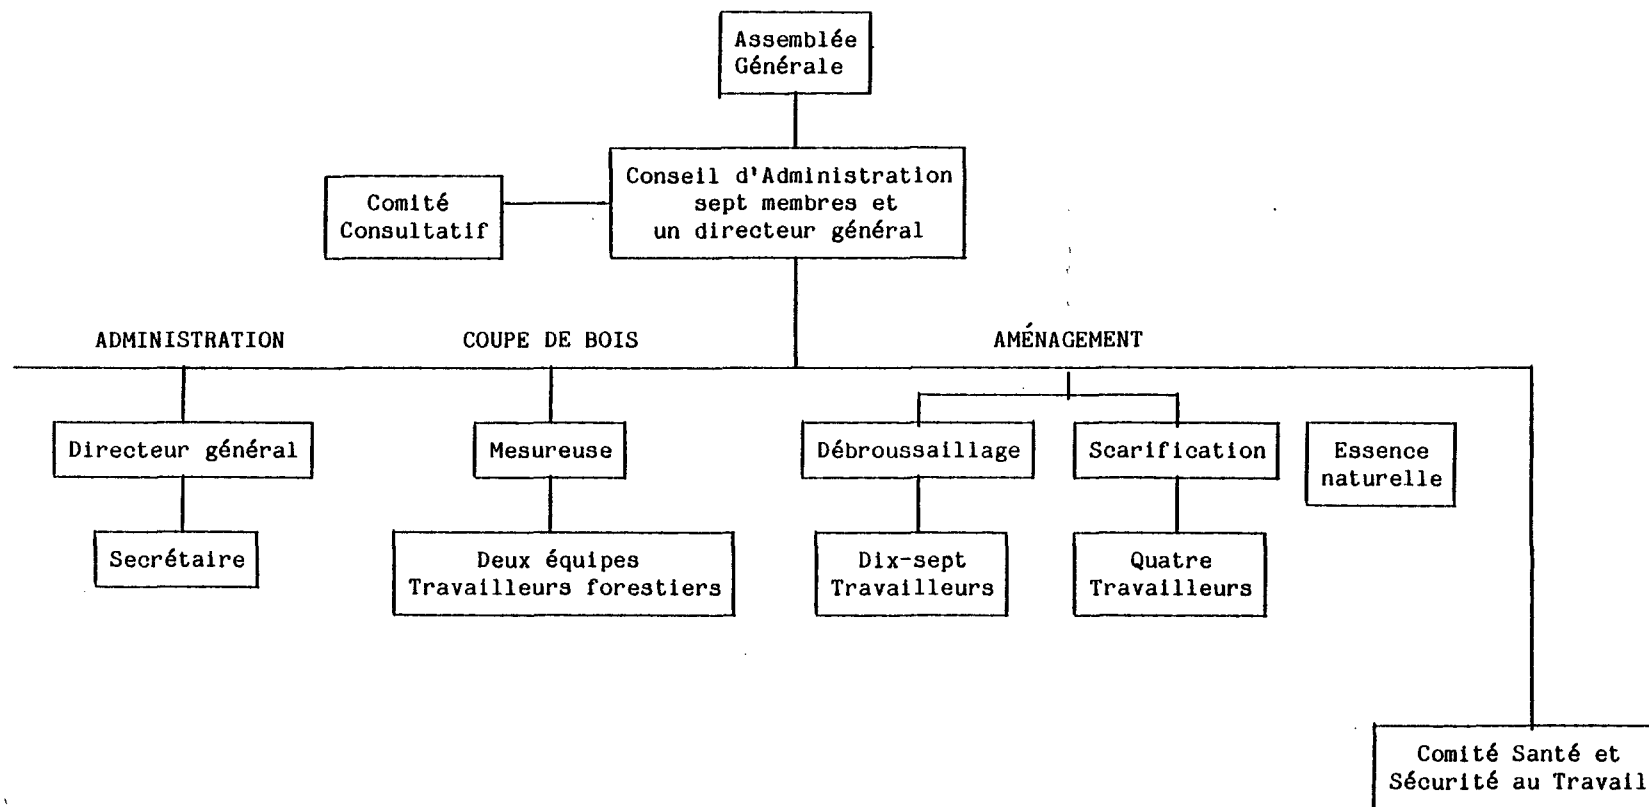 Assemblée
Générale
Conseil d'Administration
sept membres et
un directeur général
Comité
Consultatif
ADMINISTRATION
COUPE DE BOIS
AMÉNAGEMENT
Directeur général
Mesureuse
Débroussaillage
Scarification
Essence
naturelle
Secrétaire
Deux équipes
Travailleurs forestiers
Dix-sept
Travailleurs
Quatre
Travailleurs
Comité Santé et
Sécurité au Travail